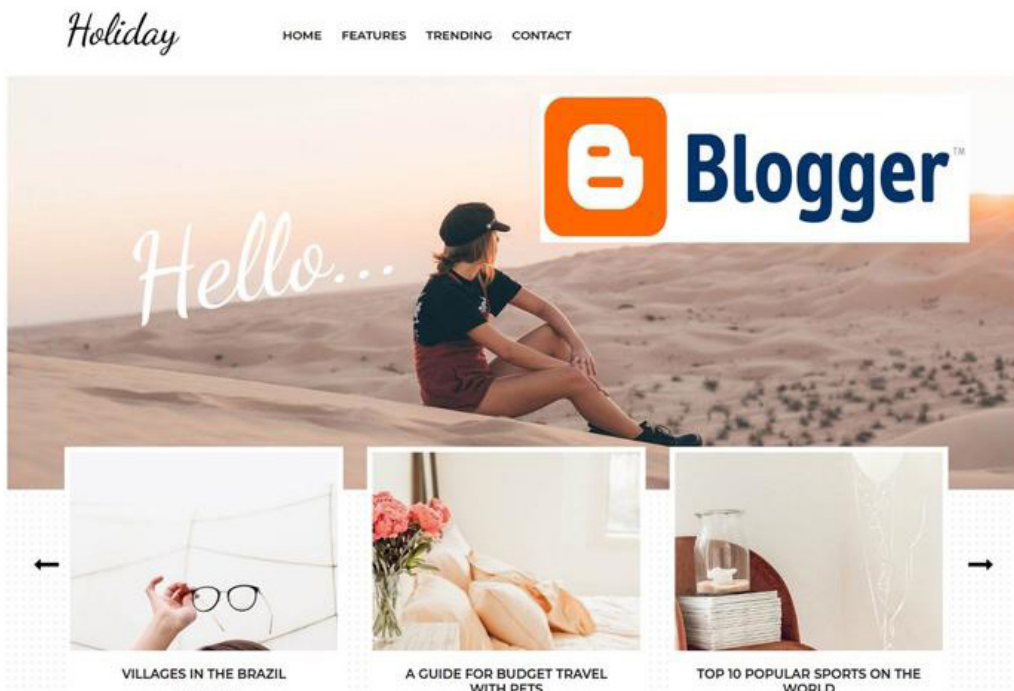 Holiday
HOME FEATURES TRENDING CONTACT
Blogger™
Hello...
VILLAGES IN THE BRAZIL
A GUIDE FOR BUDGET TRAVEL
WITH PETS
TOP 10 POPULAR SPORTS ON THE
WORLD